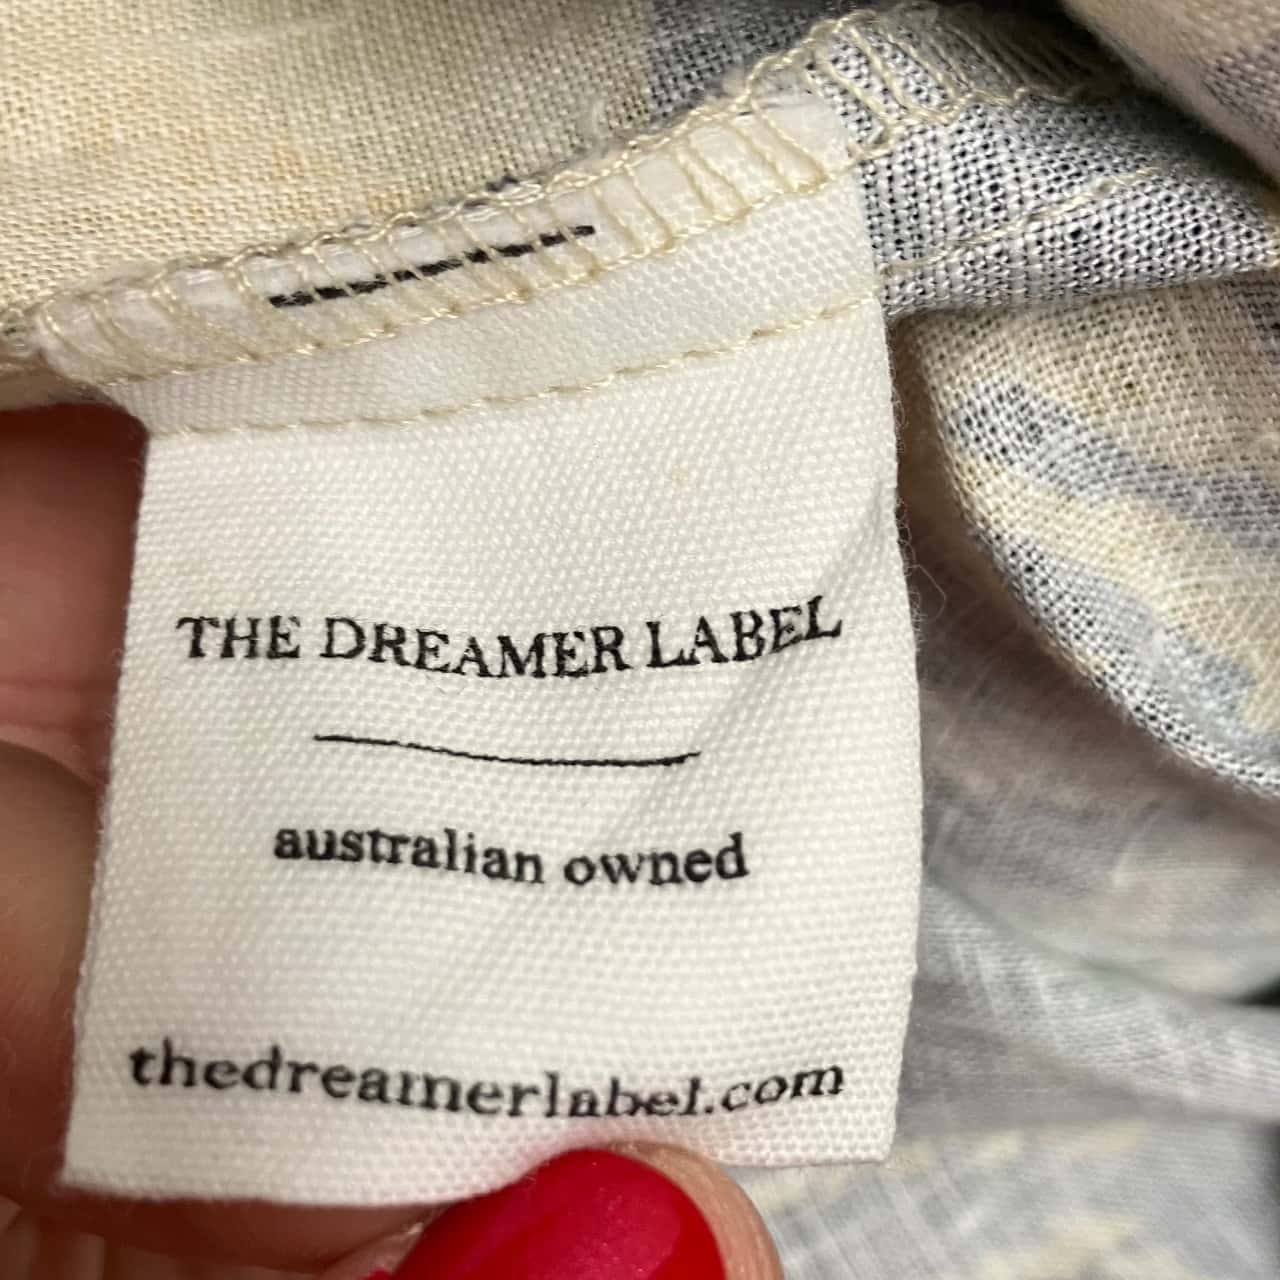 THE DREAMER LABEL
australian owned
thedreamerlabel.com